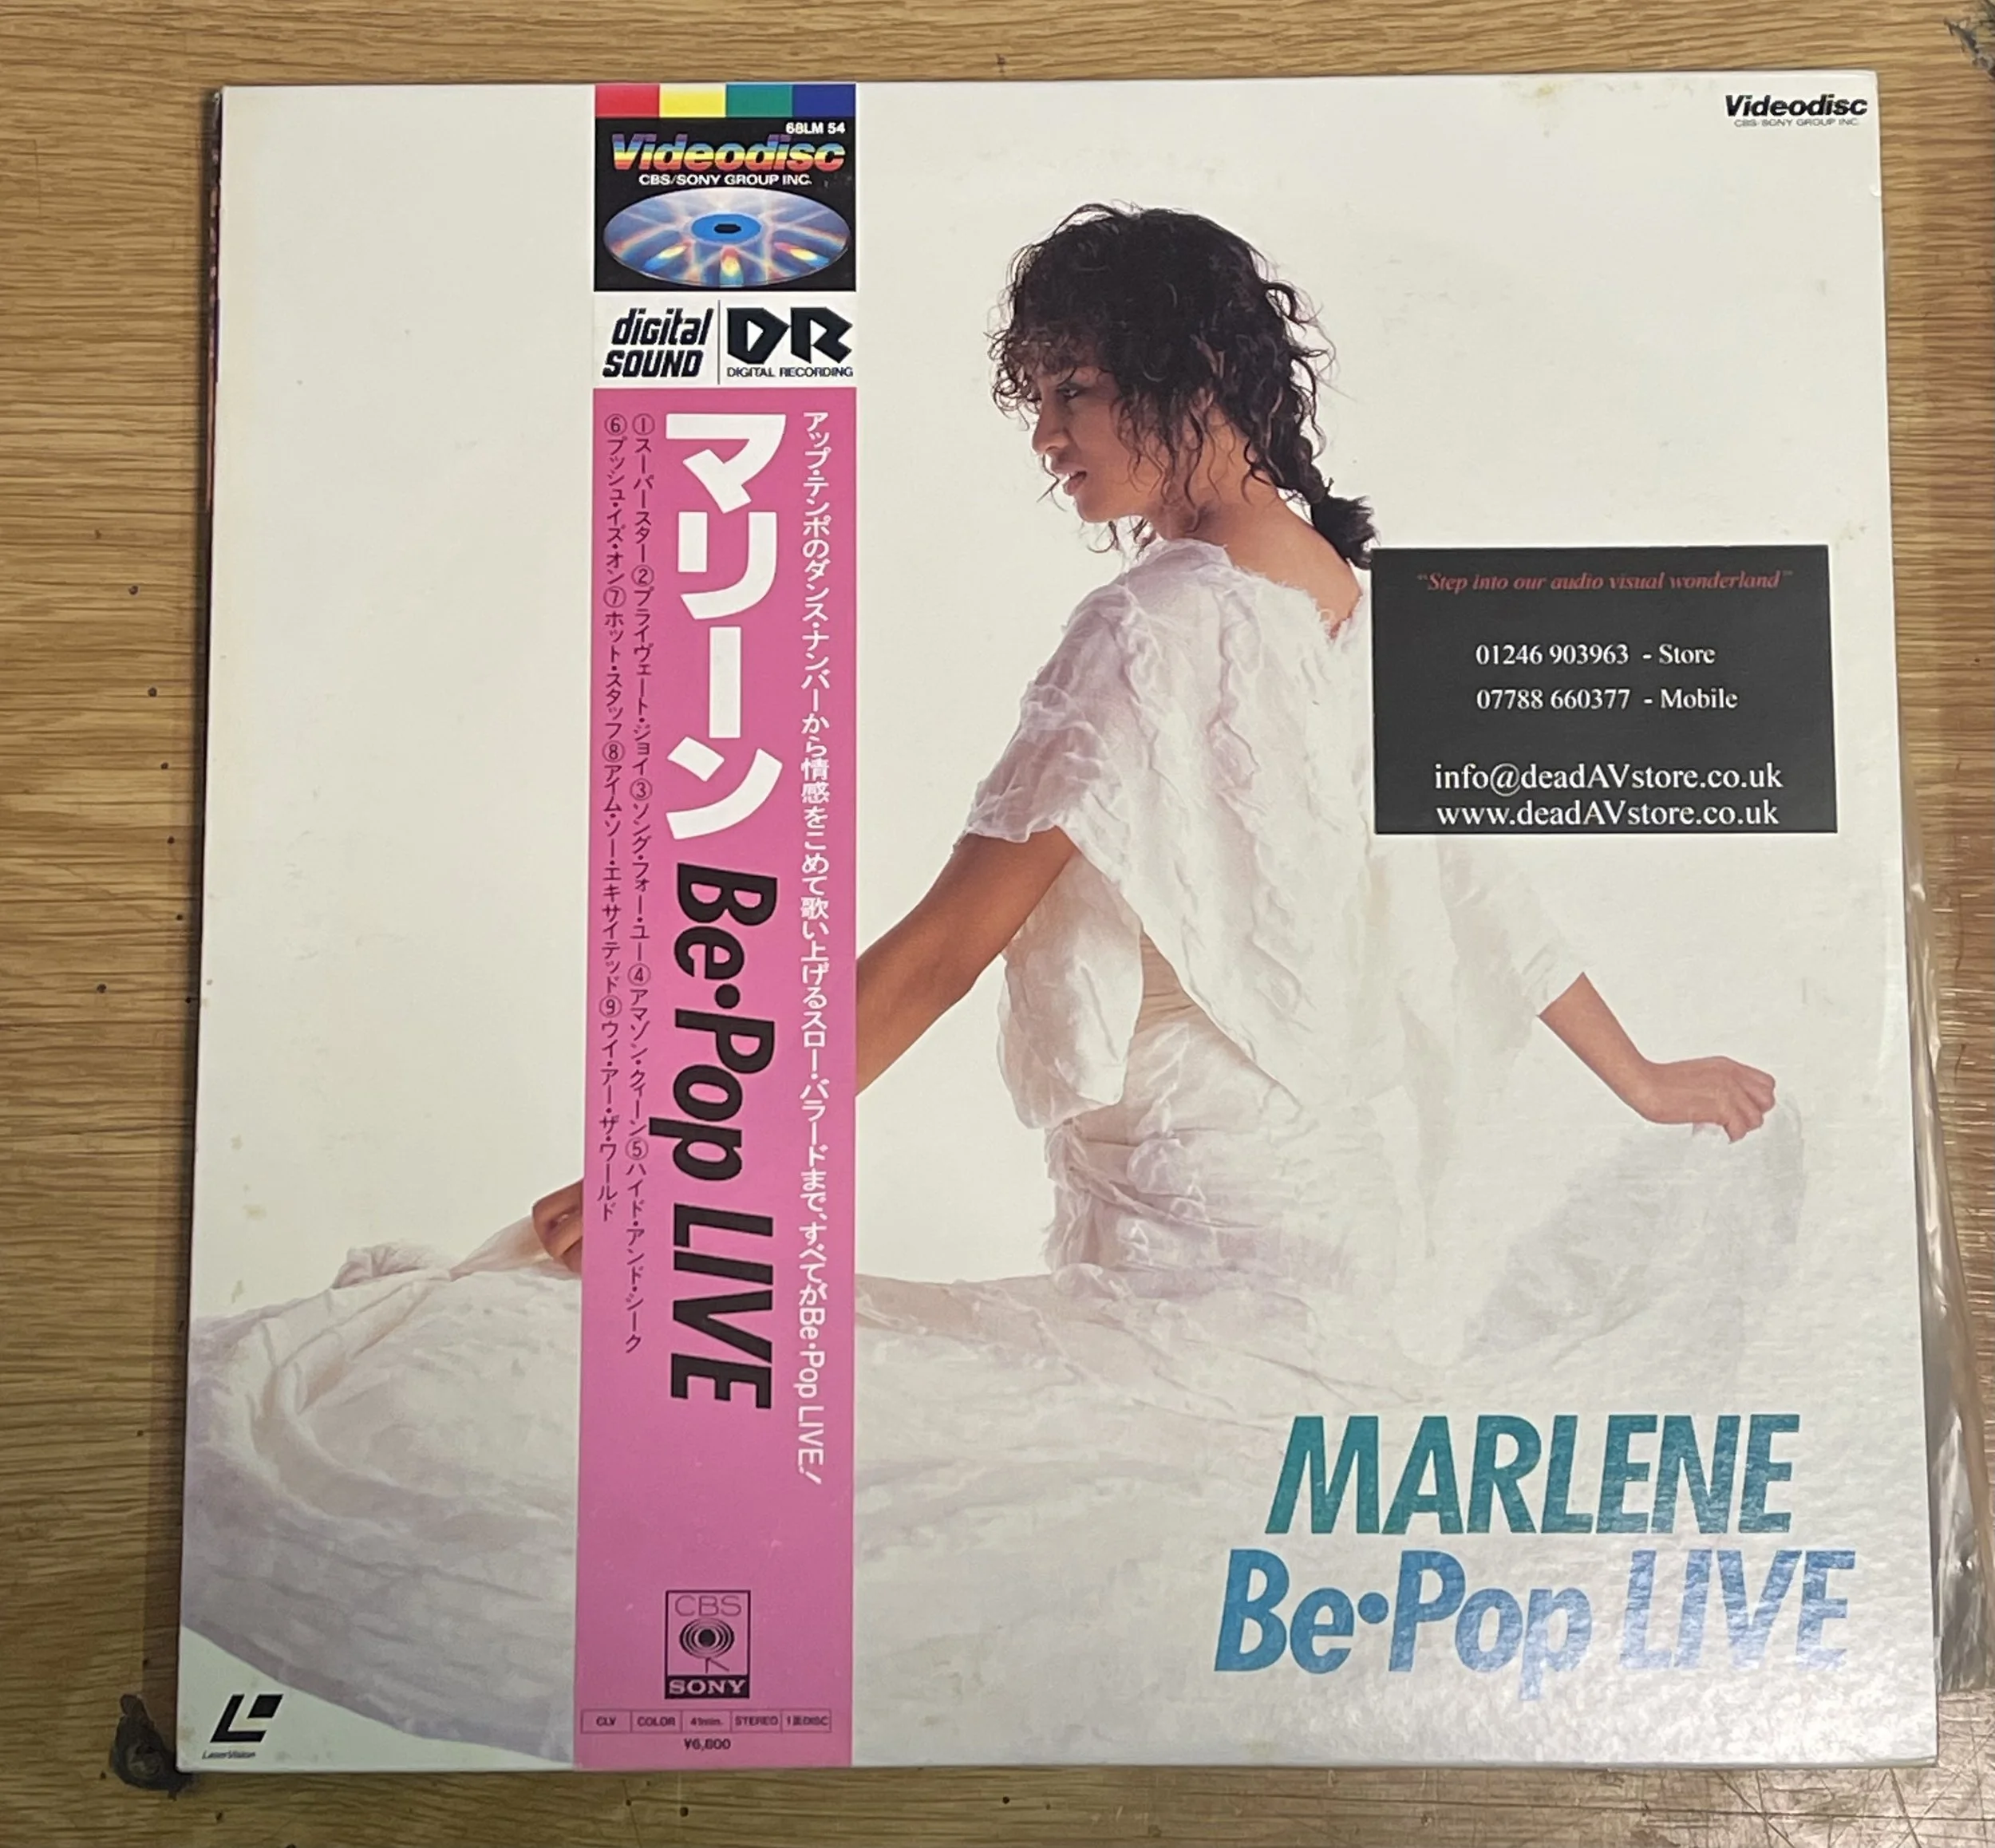 Videodisc
CBS/SONY GROUP INC.
68LM 54
Videodisc
CBS/SONY GROUP INC.
digital
SOUND
DR
DIGITAL RECORDING
アップ・テンポのダンス・ナンバーから情感をこめて歌い上げるスロー・バラードまで、すべてがBe・Pop LIVE!
マリーン Be・Pop LIVE
①スーパースター②プライヴェート・ジョイ③ソング・フォー・ユー④アマゾン・クィーン⑤ハイド・アンド・シーク
⑥プッシュ・イズ・オン⑦ホット・スタッフ⑧アイム・ソー・エキサイテッド⑨ウイ・アー・ザ・ワールド
CBS
SONY
CLV COLOR 41min. STEREO 1面DISC
¥6,800
"Step into our audio visual wonderland"
01246 903963 - Store
07788 660377 - Mobile
info@deadAVstore.co.uk
www.deadAVstore.co.uk
MARLENE
Be・Pop LIVE
LaserVision